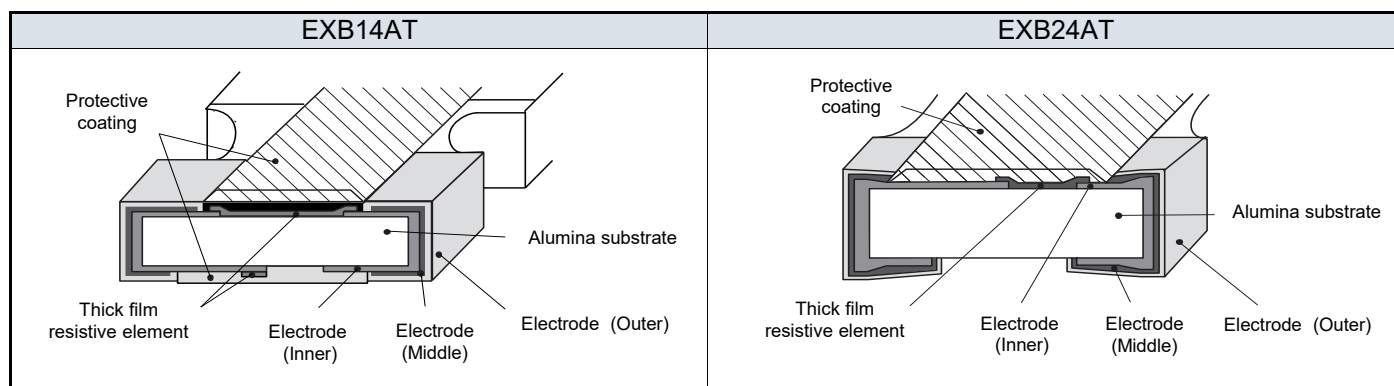 EXB14AT
Protective
coating
Alumina substrate
Thick film
resistive element
Electrode
(Inner)
Electrode
(Middle)
Electrode (Outer)
EXB24AT
Protective
coating
Alumina substrate
Thick film
resistive element
Electrode
(Inner)
Electrode
(Middle)
Electrode (Outer)